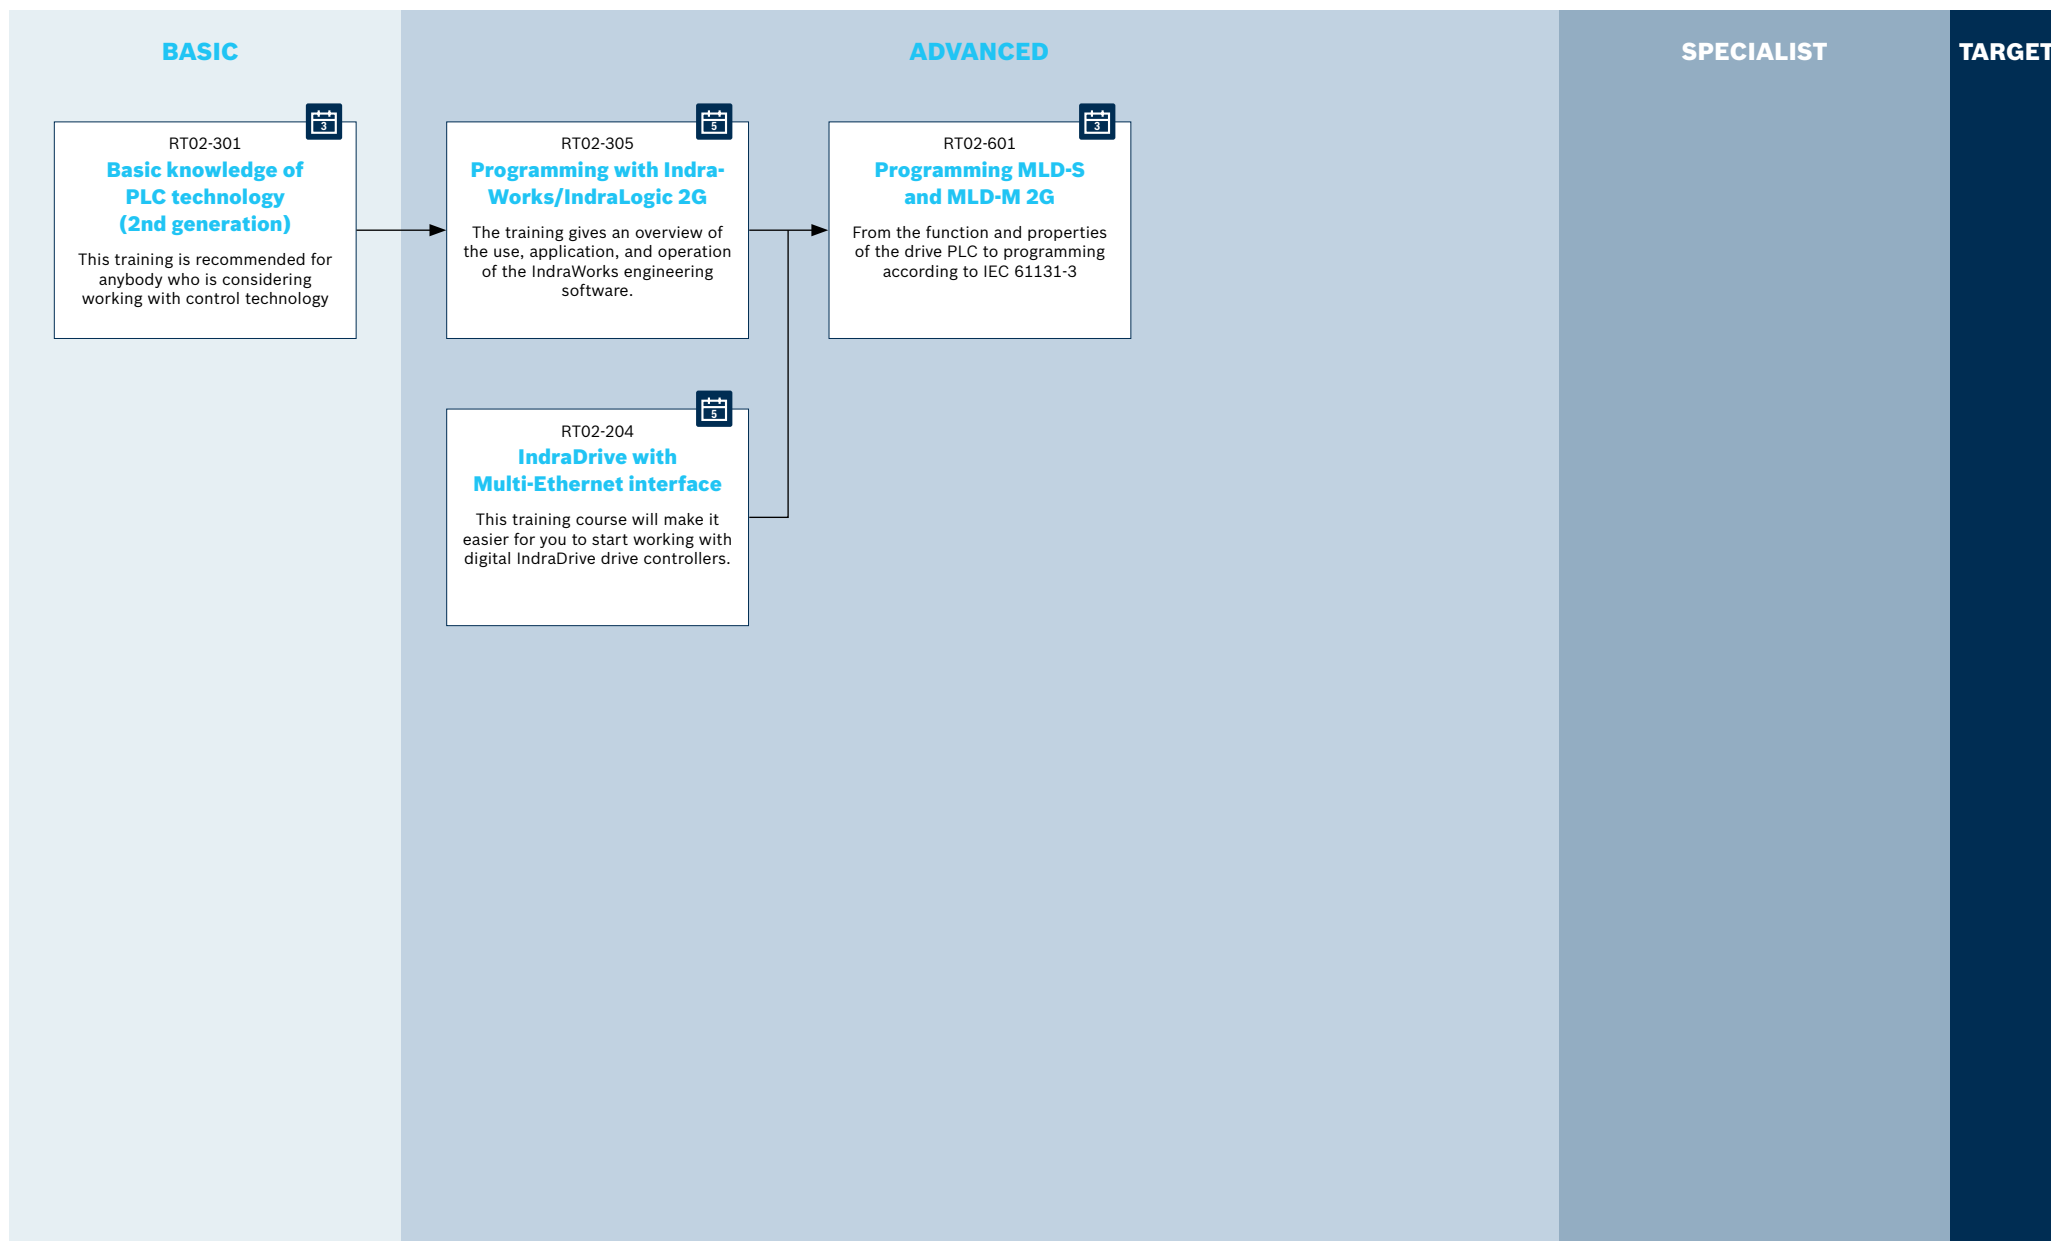 BASIC
ADVANCED
SPECIALIST
TARGET
3
RT02-301
Basic knowledge of
PLC technology
(2nd generation)
This training is recommended for
anybody who is considering
working with control technology
5
RT02-305
Programming with Indra-
Works/IndraLogic 2G
The training gives an overview of
the use, application, and operation
of the IndraWorks engineering
software.
3
RT02-601
Programming MLD-S
and MLD-M 2G
From the function and properties
of the drive PLC to programming
according to IEC 61131-3
5
RT02-204
IndraDrive with
Multi-Ethernet interface
This training course will make it
easier for you to start working with
digital IndraDrive drive controllers.